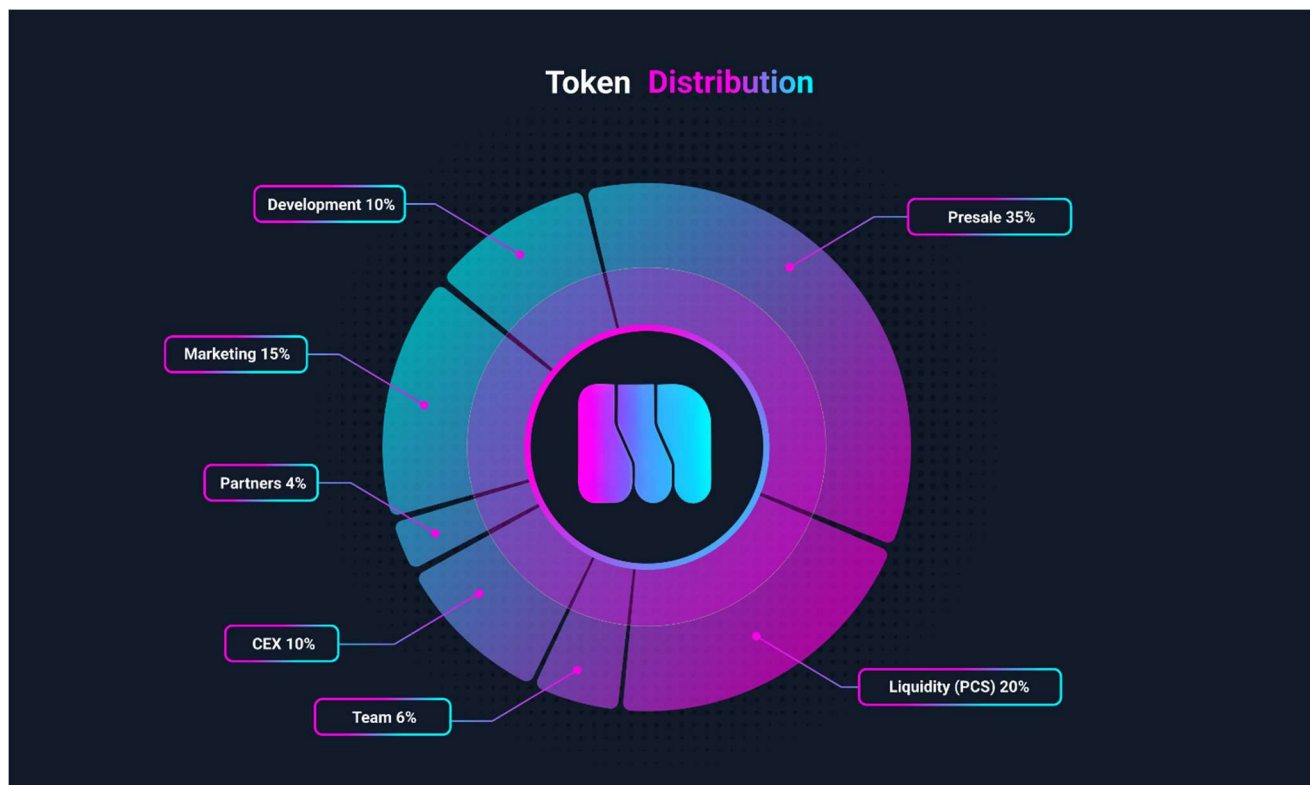 Token Distribution
Development 10%
Presale 35%
Marketing 15%
Partners 4%
CEX 10%
Liquidity (PCS) 20%
Team 6%